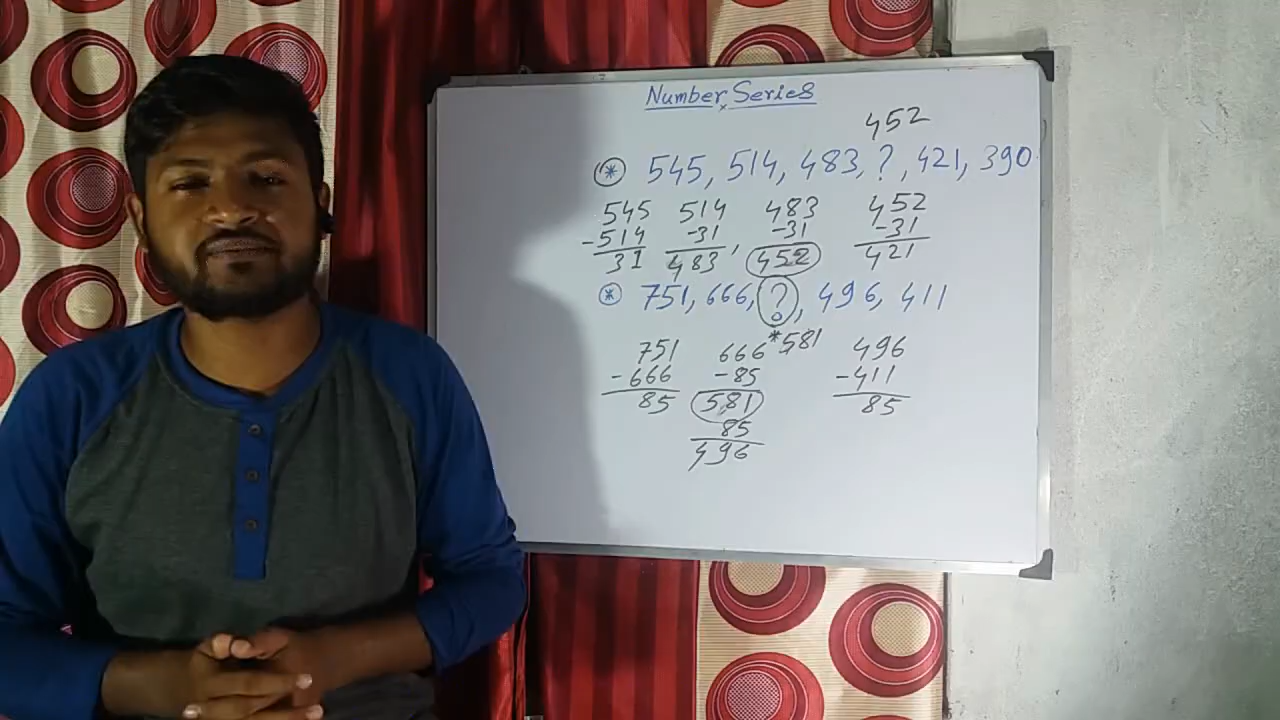 Number Series
452
545, 514, 483, ?, 421, 390
545 514 483 452
-514 -31, -31 -31
31 483 452 421
751, 666, ?, 496, 411
*581
751 666 496
-666 -85 -411
85 581 85
85
496